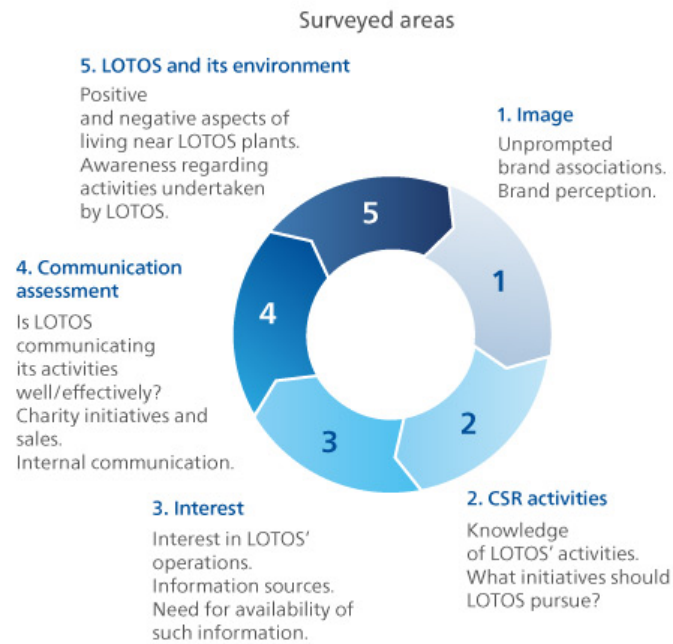 Surveyed areas
5. LOTOS and its environment
Positive
and negative aspects of
living near LOTOS plants.
Awareness regarding
activities undertaken
by LOTOS.
1. Image
Unprompted
brand associations.
Brand perception.
5
1
4
2
3
4. Communication
assessment
Is LOTOS
communicating
its activities
well/effectively?
Charity initiatives and
sales.
Internal communication.
3. Interest
Interest in LOTOS’
operations.
Information sources.
Need for availability of
such information.
2. CSR activities
Knowledge
of LOTOS’ activities.
What initiatives should
LOTOS pursue?